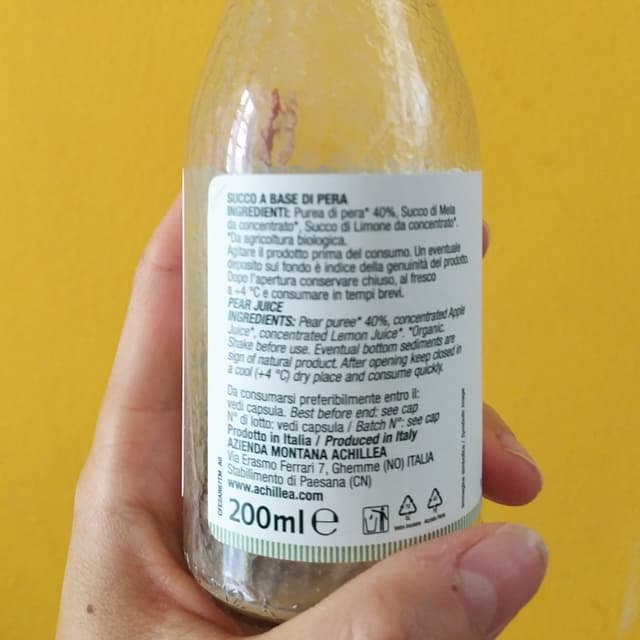 SUCCO A BASE DI PERA
INGREDIENTI: Purea di pera* 40%, Succo di Mela
da concentrato*, Succo di Limone da concentrato*.
*Da agricoltura biologica.
Agitare il prodotto prima del consumo. Un eventuale
deposito sul fondo è indice della genuinità del prodotto.
Dopo l'apertura conservare chiuso, al fresco
a +4 °C e consumare in tempi brevi.
PEAR JUICE
INGREDIENTS: Pear puree* 40%, concentrated Apple
Juice*, concentrated Lemon Juice*. *Organic.
Shake before use. Eventual bottom sediments are
sign of natural product. After opening keep closed in
a cool (+4 °C) dry place and consume quickly.
Da consumarsi preferibilmente entro il:
vedi capsula. Best before end: see cap
N° di lotto: vedi capsula / Batch N°: see cap
Prodotto in Italia / Produced in Italy
AZIENDA MONTANA ACHILLEA
Via Erasmo Ferrari 7, Ghemme (NO) ITALIA
Stabilimento di Paesana (CN)
www.achillea.com
200ml e